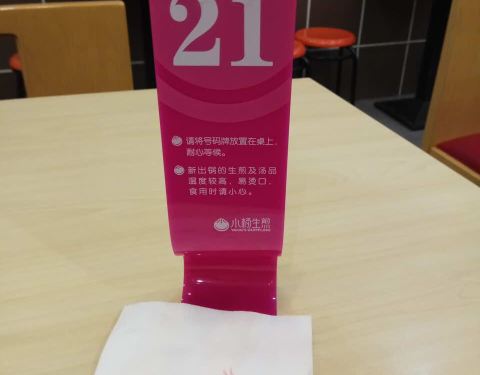 21
请将号码牌放置在桌上，
耐心等候。
新出锅的生煎及汤品
温度较高，易烫口，
食用时请小心。
小杨生煎